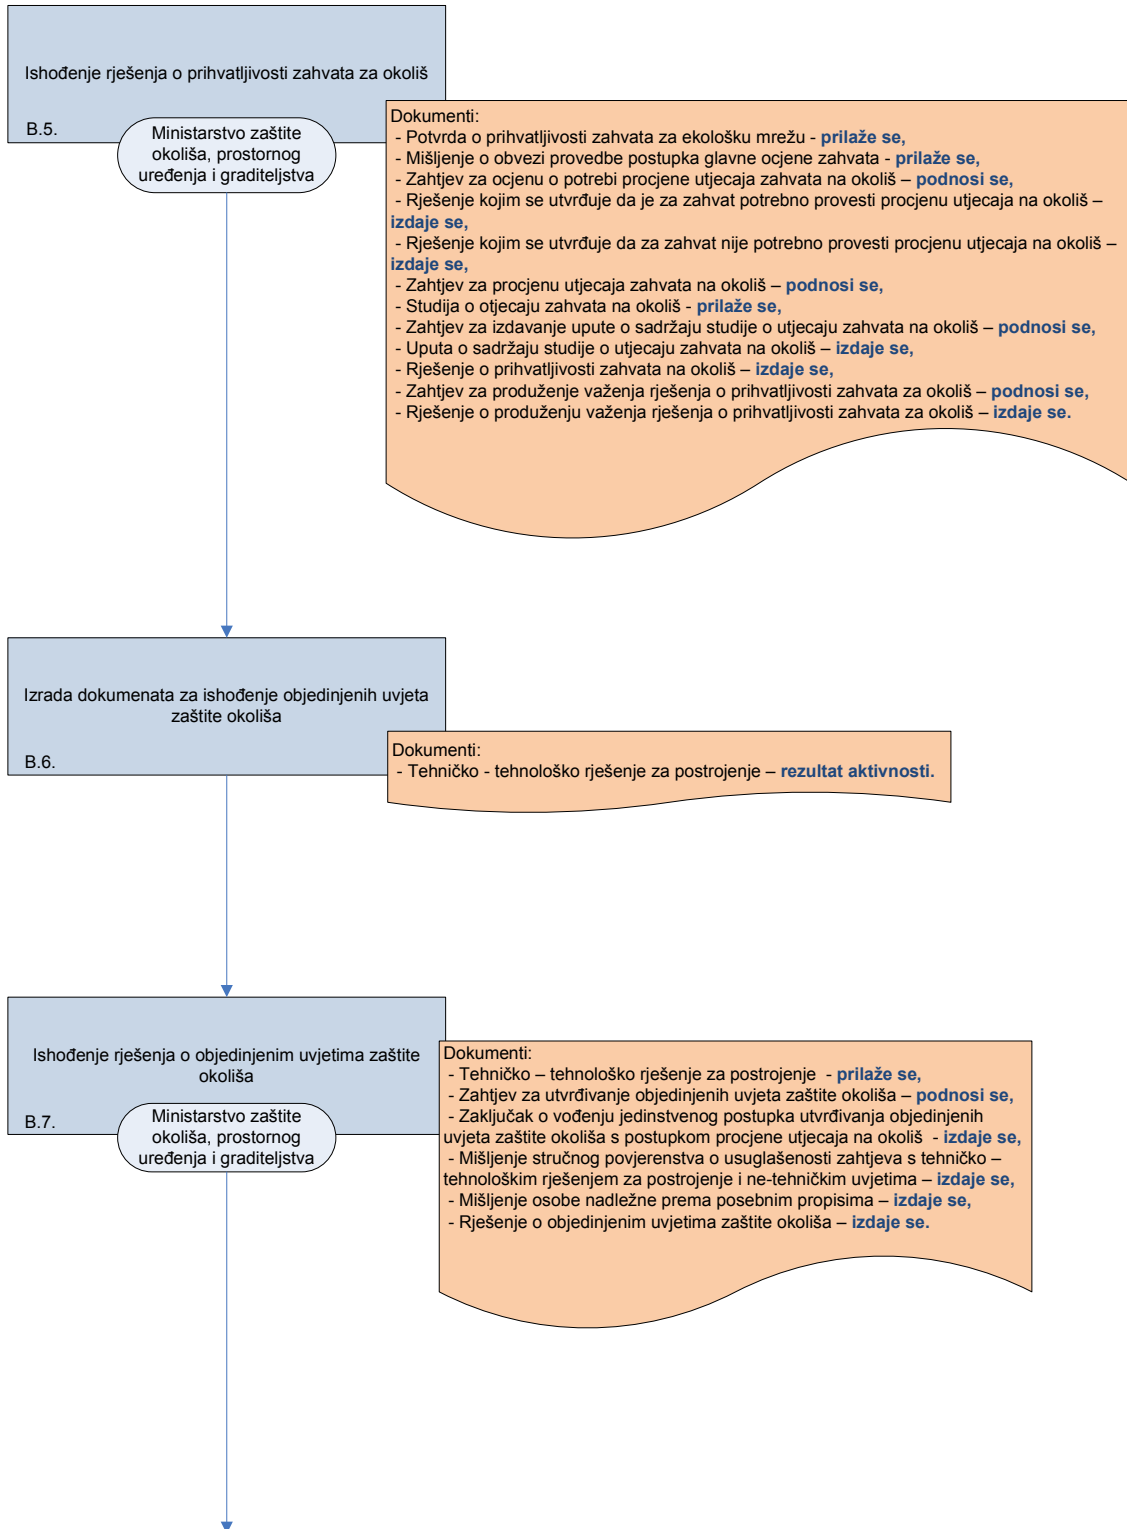 Ishođenje rješenja o prihvatljivosti zahvata za okoliš
B.5.
Ministarstvo zaštite
okoliša, prostornog
uređenja i graditeljstva
Dokumenti:
- Potvrda o prihvatljivosti zahvata za ekološku mrežu - prilaže se,
- Mišljenje o obvezi provedbe postupka glavne ocjene zahvata - prilaže se,
- Zahtjev za ocjenu o potrebi procjene utjecaja zahvata na okoliš – podnosi se,
- Rješenje kojim se utvrđuje da je za zahvat potrebno provesti procjenu utjecaja na okoliš –
izdaje se,
- Rješenje kojim se utvrđuje da za zahvat nije potrebno provesti procjenu utjecaja na okoliš –
izdaje se,
- Zahtjev za procjenu utjecaja zahvata na okoliš – podnosi se,
- Studija o otjecaju zahvata na okoliš - prilaže se,
- Zahtjev za izdavanje upute o sadržaju studije o utjecaju zahvata na okoliš – podnosi se,
- Uputa o sadržaju studije o utjecaju zahvata na okoliš – izdaje se,
- Rješenje o prihvatljivosti zahvata na okoliš – izdaje se,
- Zahtjev za produženje važenja rješenja o prihvatljivosti zahvata za okoliš – podnosi se,
- Rješenje o produženju važenja rješenja o prihvatljivosti zahvata za okoliš – izdaje se.
Izrada dokumenata za ishođenje objedinjenih uvjeta
zaštite okoliša
B.6.
Dokumenti:
- Tehničko - tehnološko rješenje za postrojenje – rezultat aktivnosti.
Ishođenje rješenja o objedinjenim uvjetima zaštite
okoliša
B.7.
Ministarstvo zaštite
okoliša, prostornog
uređenja i graditeljstva
Dokumenti:
- Tehničko – tehnološko rješenje za postrojenje - prilaže se,
- Zahtjev za utvrđivanje objedinjenih uvjeta zaštite okoliša – podnosi se,
- Zaključak o vođenju jedinstvenog postupka utvrđivanja objedinjenih
uvjeta zaštite okoliša s postupkom procjene utjecaja na okoliš - izdaje se,
- Mišljenje stručnog povjerenstva o usuglašenosti zahtjeva s tehničko –
tehnološkim rješenjem za postrojenje i ne-tehničkim uvjetima – izdaje se,
- Mišljenje osobe nadležne prema posebnim propisima – izdaje se,
- Rješenje o objedinjenim uvjetima zaštite okoliša – izdaje se.